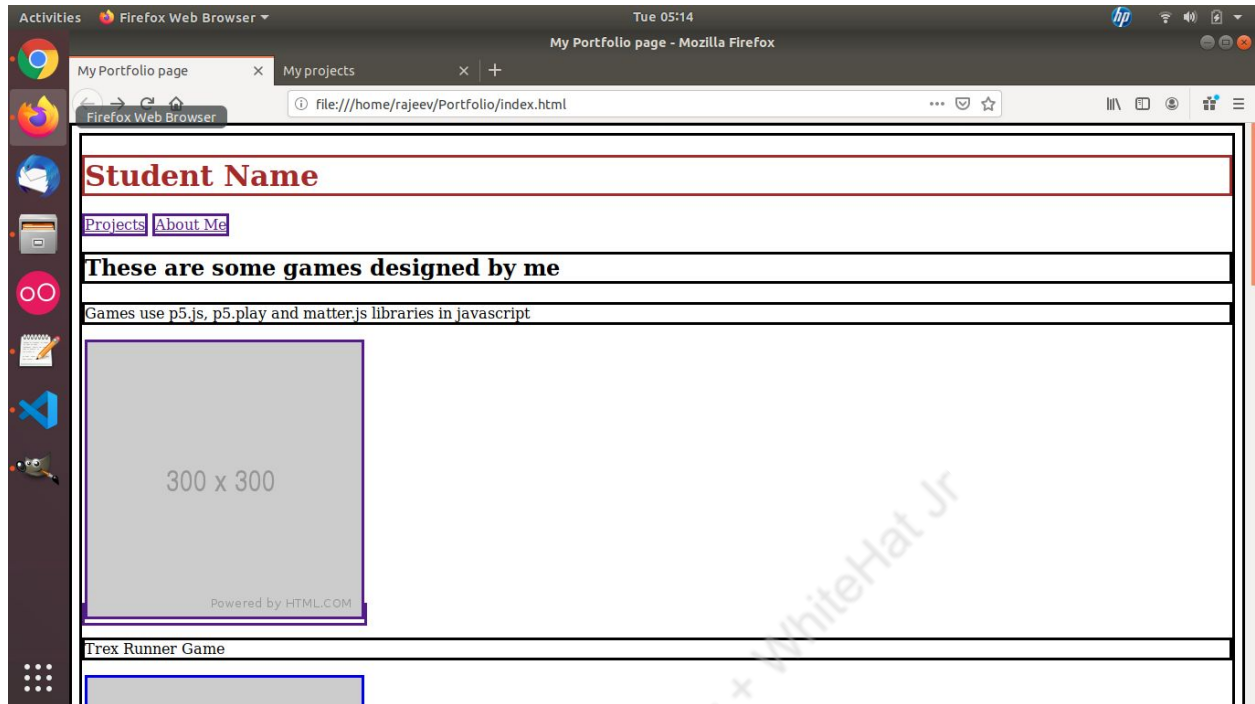 Activities Firefox Web Browser Tue 05:14
My Portfolio page - Mozilla Firefox
My Portfolio page My projects
file:///home/rajeev/Portfolio/index.html
Firefox Web Browser
Student Name
Projects About Me
These are some games designed by me
Games use p5.js, p5.play and matter.js libraries in javascript
300 x 300
Powered by HTML.COM
Trex Runner Game
+ WhiteHat Jr
hp